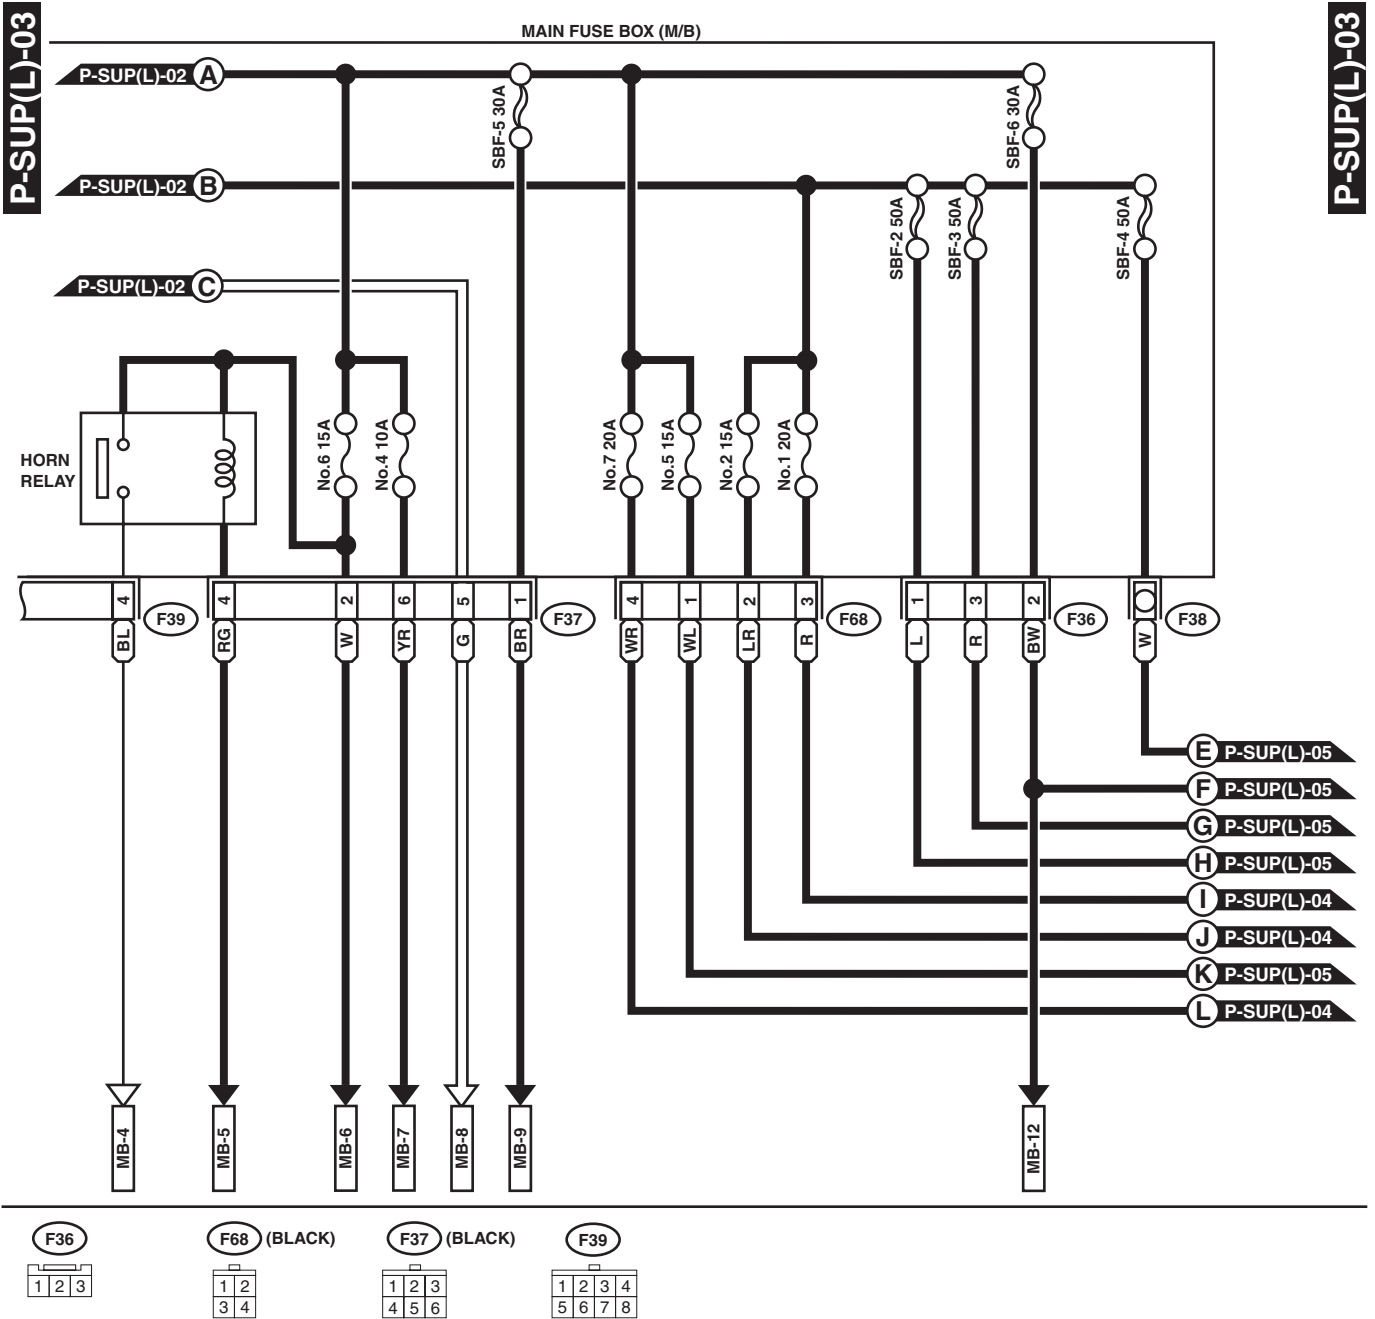 P-SUP(L)-03
P-SUP(L)-03
MAIN FUSE BOX (M/B)
P-SUP(L)-02 A
SBF-5 30A
SBF-6 30A
P-SUP(L)-02 B
SBF-2 50A
SBF-3 50A
SBF-4 50A
P-SUP(L)-02 C
HORN
RELAY
No.6 15A
No.4 10A
No.7 20A
No.5 15A
No.2 15A
No.1 20A
4 4 2 6 5 1 4 1 2 3 1 3 2
F39 F37 F68 F36 F38
BL RG W YR G BR WR WL LR R L R BW W
E P-SUP(L)-05
F P-SUP(L)-05
G P-SUP(L)-05
H P-SUP(L)-05
I P-SUP(L)-04
J P-SUP(L)-04
K P-SUP(L)-05
L P-SUP(L)-04
MB-4 MB-5 MB-6 MB-7 MB-8 MB-9 MB-12
F36 F68 (BLACK) F37 (BLACK) F39
1 2 3 1 2 1 2 3 1 2 3 4
3 4 4 5 6 5 6 7 8